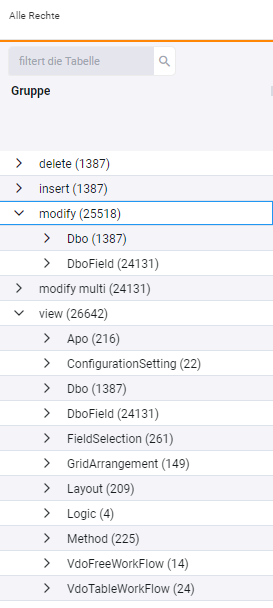 Alle Rechte
filtert die Tabelle
Gruppe
delete (1387)
insert (1387)
modify (25518)
Dbo (1387)
DboField (24131)
modify multi (24131)
view (26642)
Apo (216)
ConfigurationSetting (22)
Dbo (1387)
DboField (24131)
FieldSelection (261)
GridArrangement (149)
Layout (209)
Logic (4)
Method (225)
VdoFreeWorkFlow (14)
VdoTableWorkFlow (24)